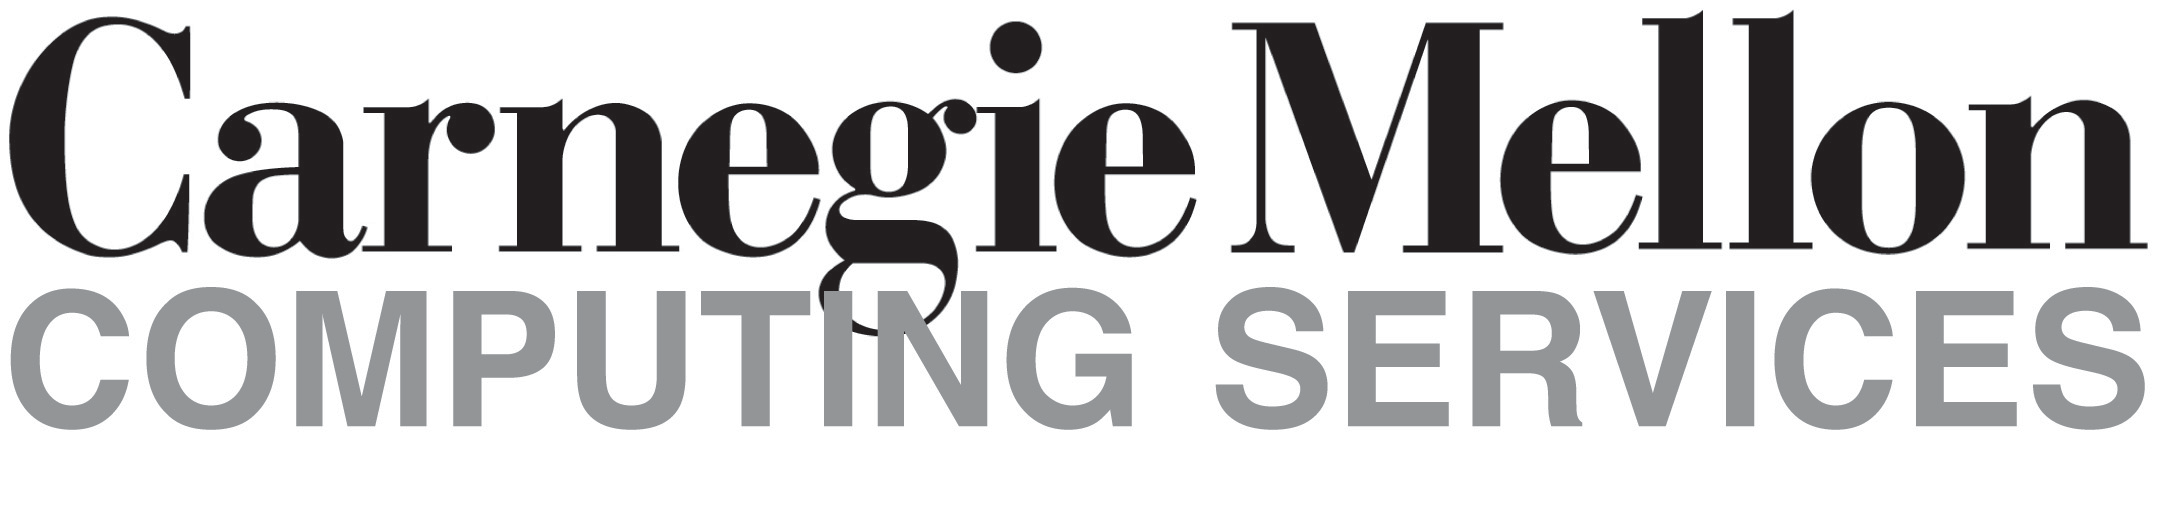 Carnegie Mellon
COMPUTING SERVICES